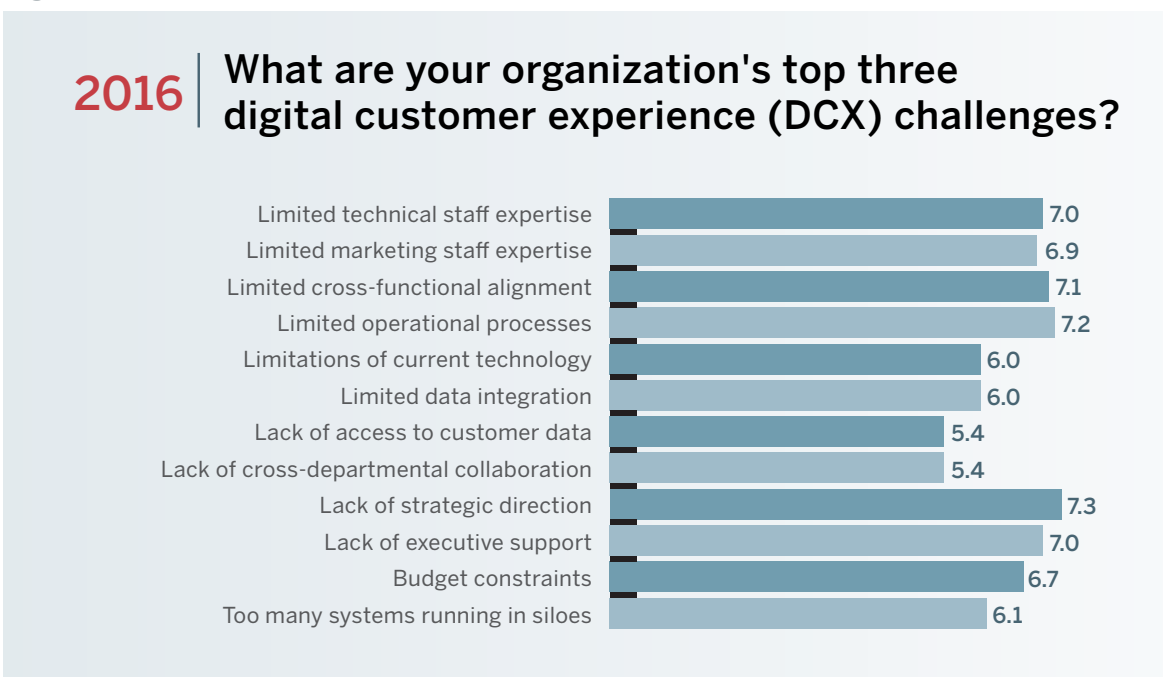 2016
What are your organization's top three
digital customer experience (DCX) challenges?
Limited technical staff expertise 7.0
Limited marketing staff expertise 6.9
Limited cross-functional alignment 7.1
Limited operational processes 7.2
Limitations of current technology 6.0
Limited data integration 6.0
Lack of access to customer data 5.4
Lack of cross-departmental collaboration 5.4
Lack of strategic direction 7.3
Lack of executive support 7.0
Budget constraints 6.7
Too many systems running in siloes 6.1